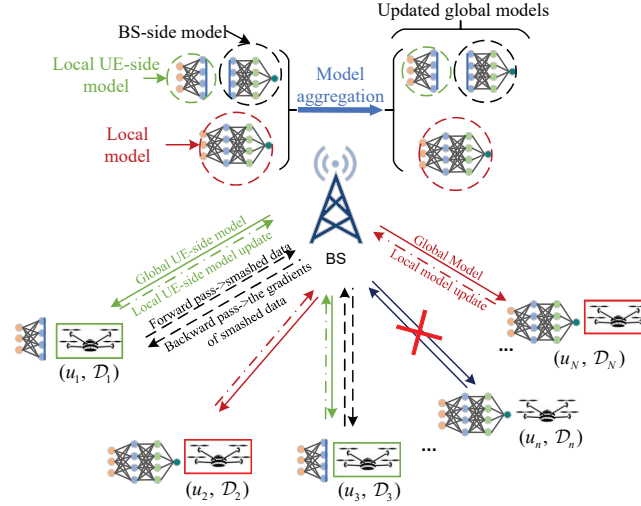 BS-side model
Updated global models
Local UE-side
model
Model
aggregation
Local
model
BS
Global UE-side model
Local UE-side model update
Forward pass->smashed data
Backward pass->the gradients
of smashed data
Global Model
Local model
update
(u1, D1)
(u2, D2)
(u3, D3)
...
(un, Dn)
...
(uN, DN)